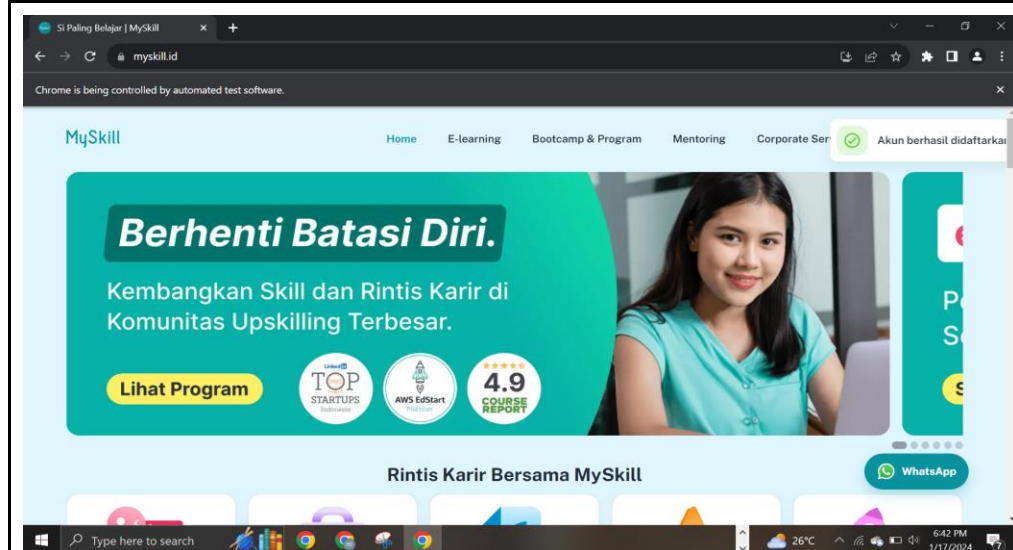 Si Paling Belajar | MySkill
myskill.id
Chrome is being controlled by automated test software.
MySkill
Home E-learning Bootcamp & Program Mentoring Corporate Ser
Akun berhasil didaftarkan
Berhenti Batasi Diri.
Kembangkan Skill dan Rintis Karir di
Komunitas Upskilling Terbesar.
Lihat Program
LinkedIn
TOP
STARTUPS
Indonesia
AWS EdStart
Member
4.9
COURSE
REPORT
WhatsApp
Rintis Karir Bersama MySkill
Type here to search
26°C
6:42 PM
1/17/2024